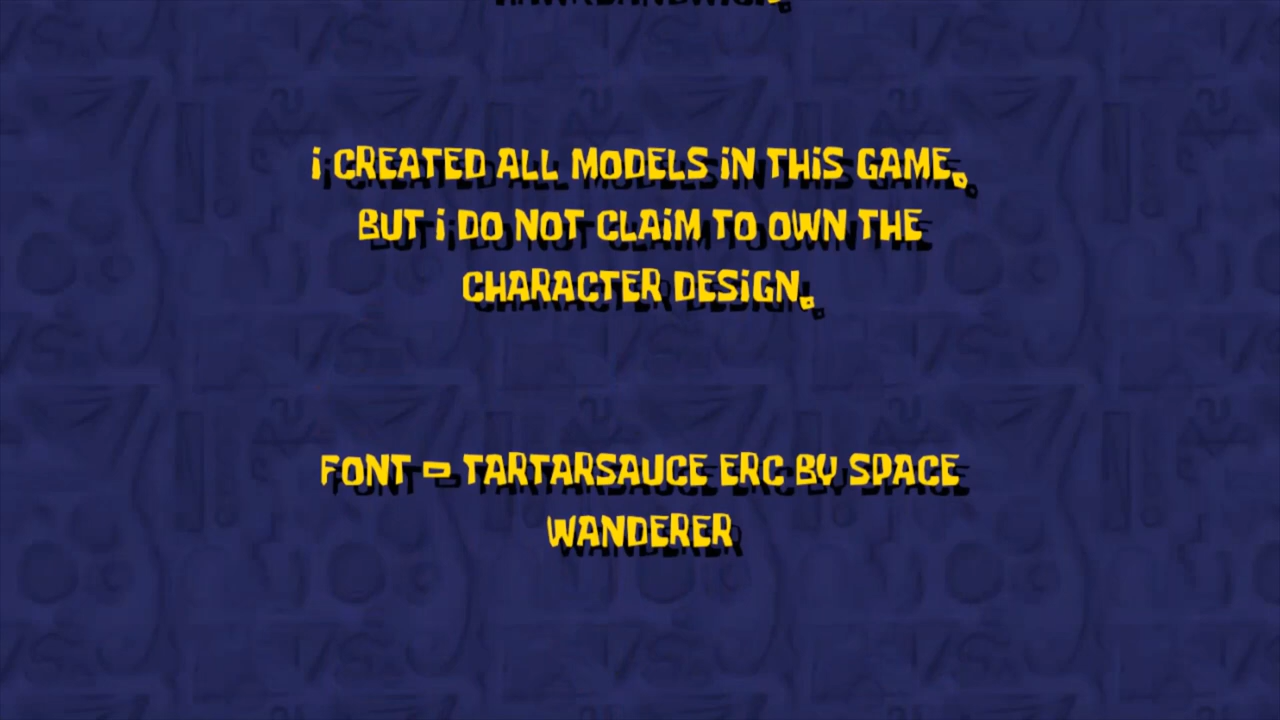 i CREATED ALL MODELS iN THiS GAME.
BUT i DO NOT CLAiM TO OWN THE
CHARACTER DESiGN.
FONT - TARTARSAUCE ERC BY SPACE
WANDERER